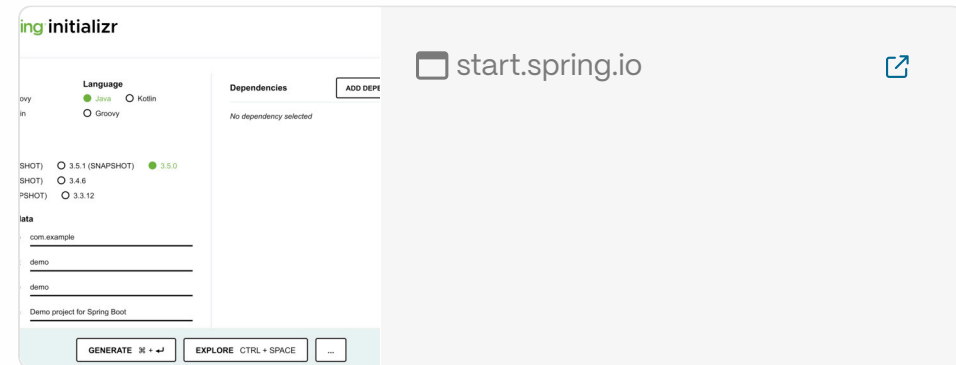 ing initializr
start.spring.io
Language
Dependencies
ADD DEPE
ovy
Java
Kotlin
in
Groovy
No dependency selected
SHOT)
3.5.1 (SNAPSHOT)
3.5.0
SHOT)
3.4.6
PSHOT)
3.3.12
data
com.example
demo
demo
Demo project for Spring Boot
GENERATE ⌘ + ↵
EXPLORE CTRL + SPACE
...